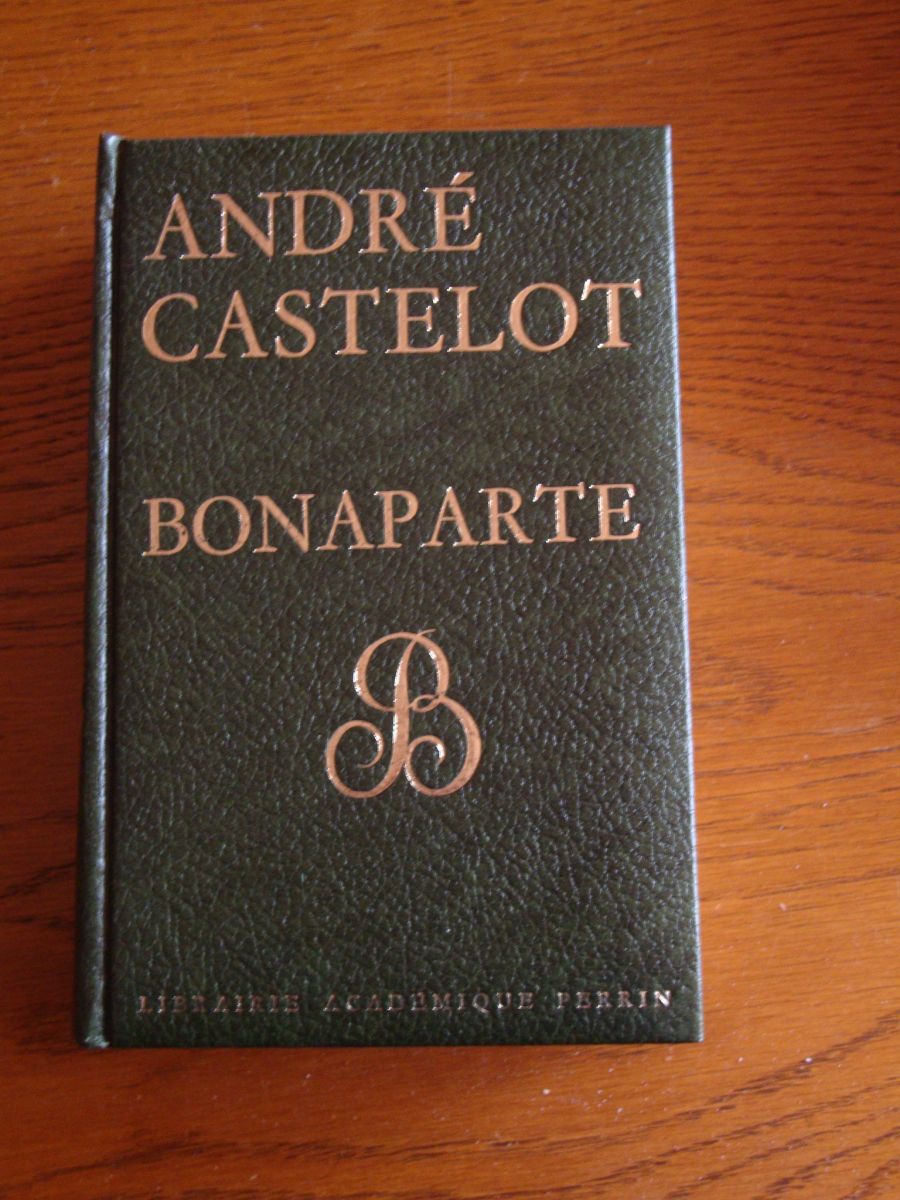 ANDRÉ
CASTELOT
BONAPARTE
B
LIBRAIRIE ACADÉMIQUE PERRIN